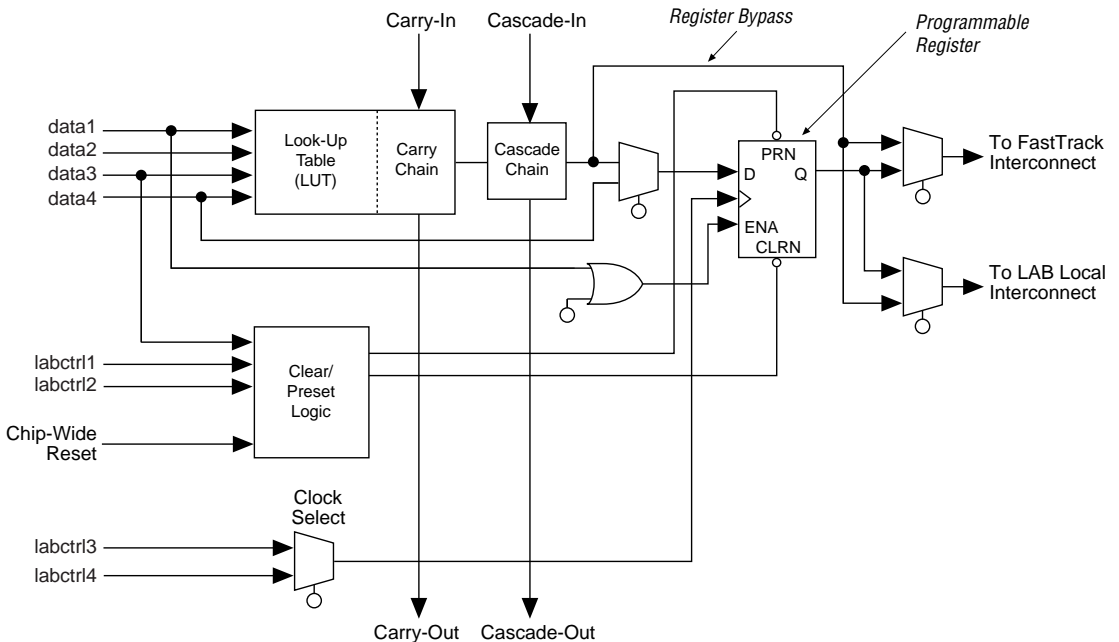 Carry-In
Cascade-In
Register Bypass
Programmable
Register
data1
data2
data3
data4
Look-Up
Table
(LUT)
Carry
Chain
Cascade
Chain
PRN
D
Q
ENA
CLRN
To FastTrack
Interconnect
To LAB Local
Interconnect
labctrl1
labctrl2
Clear/
Preset
Logic
Chip-Wide
Reset
Clock
Select
labctrl3
labctrl4
Carry-Out
Cascade-Out